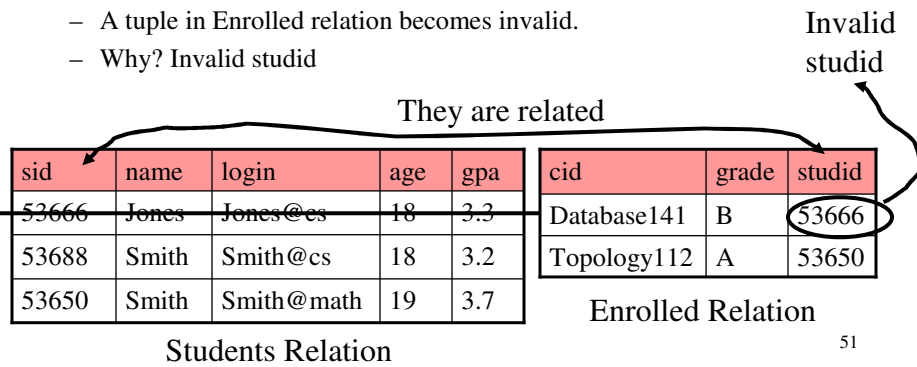 – A tuple in Enrolled relation becomes invalid.
– Why? Invalid studid
Invalid
studid
They are related
sid name login age gpa
53666 Jones Jones@cs 18 3.3
53688 Smith Smith@cs 18 3.2
53650 Smith Smith@math 19 3.7
Students Relation
cid grade studid
Database141 B 53666
Topology112 A 53650
Enrolled Relation
51